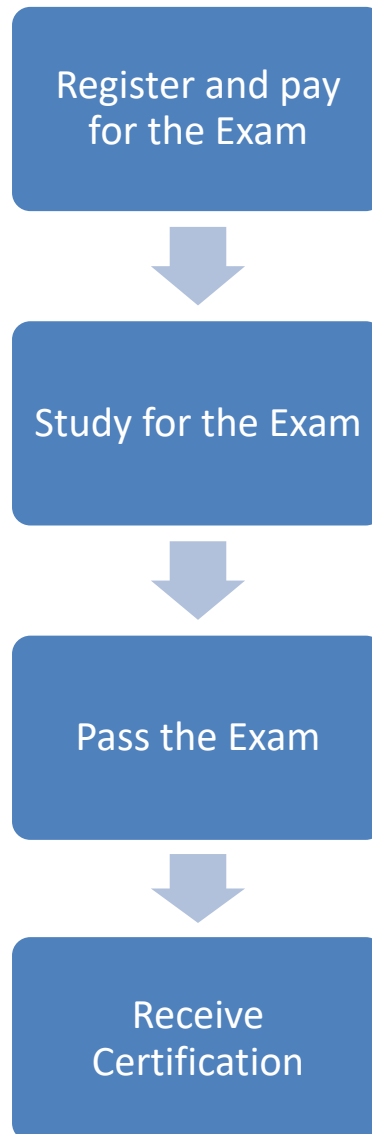 Register and pay
for the Exam
Study for the Exam
Pass the Exam
Receive
Certification